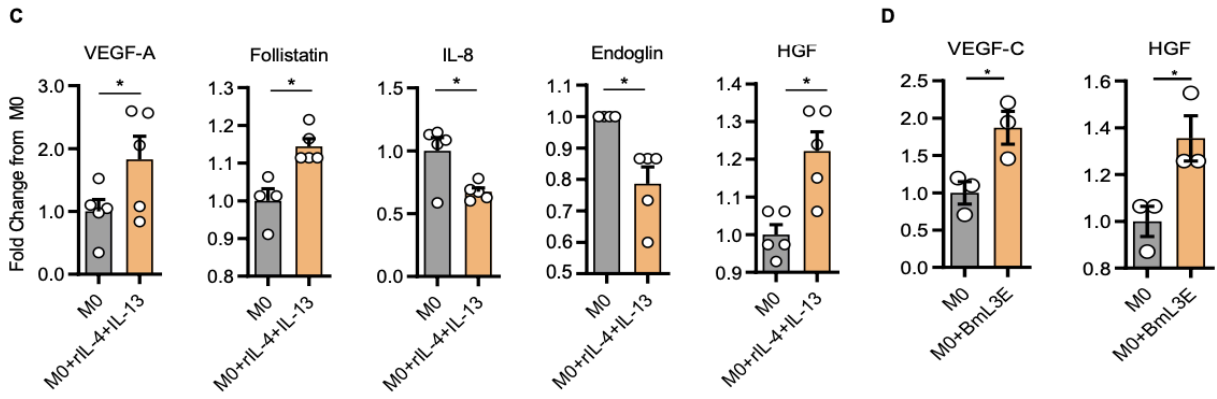 C
D
VEGF-A
Follistatin
IL-8
Endoglin
HGF
VEGF-C
HGF
Fold Change from M0
3.0
2.0
1.0
0.0
*
M0
M0+rIL-4+IL-13
1.3
1.2
1.1
1.0
0.9
0.8
*
M0
M0+rIL-4+IL-13
1.5
1.0
0.5
0.0
*
M0
M0+rIL-4+IL-13
1.1
1.0
0.9
0.8
0.7
0.6
0.5
*
M0
M0+rIL-4+IL-13
1.4
1.3
1.2
1.1
1.0
0.9
*
M0
M0+rIL-4+IL-13
2.5
2.0
1.5
1.0
0.5
0.0
*
M0
M0+BmL3E
1.6
1.4
1.2
1.0
0.8
*
M0
M0+BmL3E